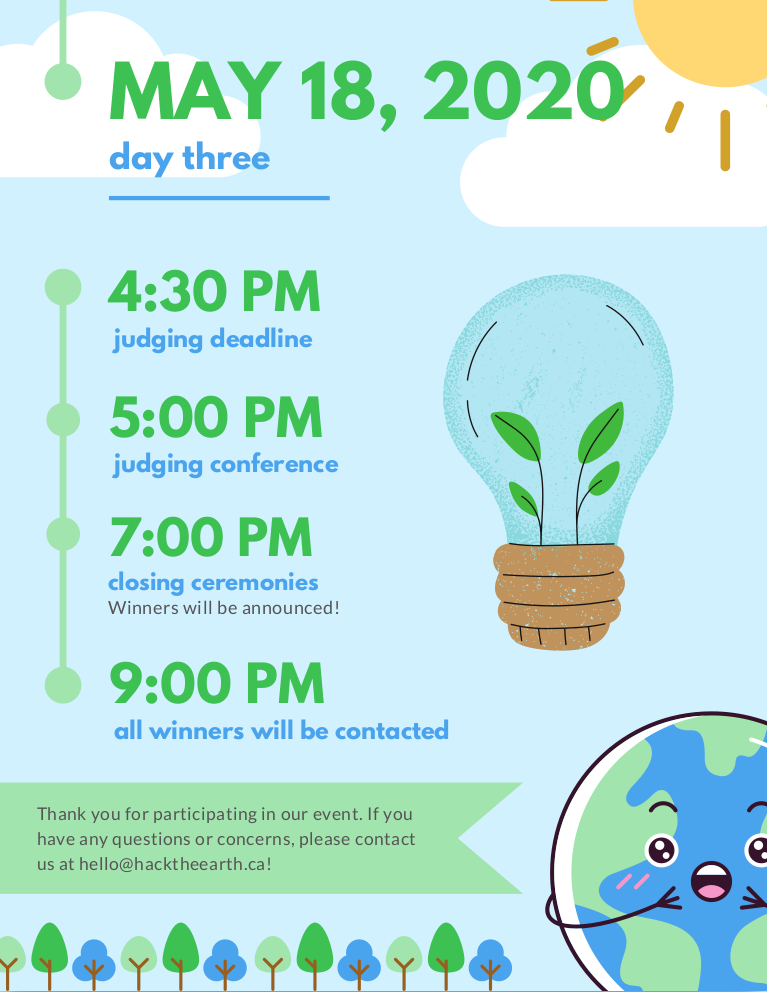 MAY 18, 2020
day three
4:30 PM
judging deadline
5:00 PM
judging conference
7:00 PM
closing ceremonies
Winners will be announced!
9:00 PM
all winners will be contacted
Thank you for participating in our event. If you
have any questions or concerns, please contact
us at hello@hacktheearth.ca!